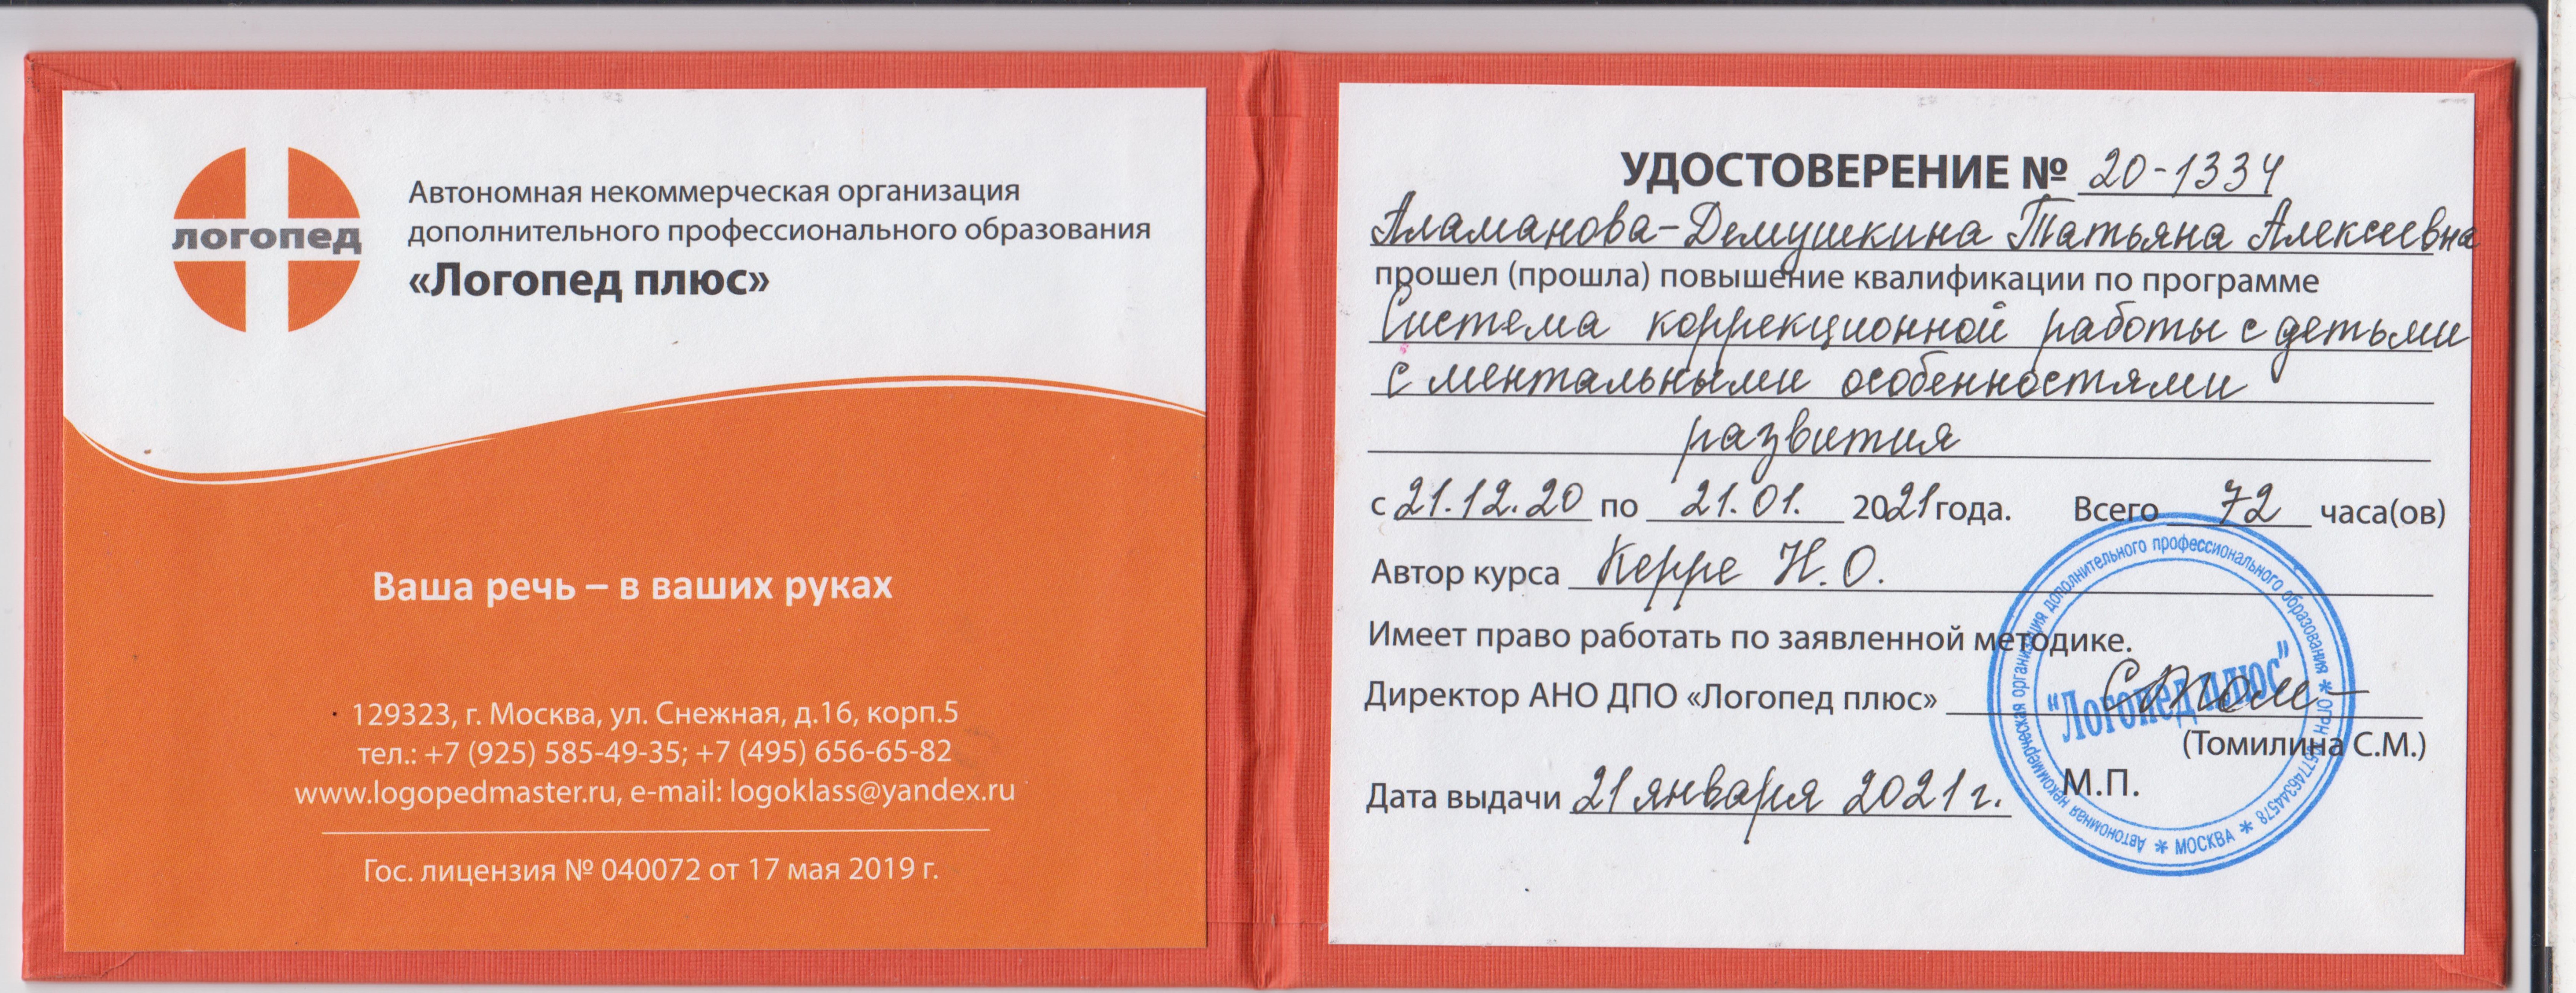 логопед
Автономная некоммерческая организация
дополнительного профессионального образования
«Логопед плюс»
Ваша речь – в ваших руках
129323, г. Москва, ул. Снежная, д.16, корп.5
тел.: +7 (925) 585-49-35; +7 (495) 656-65-82
www.logopedmaster.ru, e-mail: logoklass@yandex.ru
Гос. лицензия № 040072 от 17 мая 2019 г.
УДОСТОВЕРЕНИЕ № 20-1334
Аламанова-Демушкина Татьяна Алексеевна
прошел (прошла) повышение квалификации по программе
Система коррекционной работы с детьми
с ментальными особенностями
развития
с 21.12.20 по 21.01. 2021 года. Всего 72 часа(ов)
Автор курса Керре Н.О.
Имеет право работать по заявленной методике.
Директор АНО ДПО «Логопед плюс»
(Томилина С.М.)
М.П.
Дата выдачи 21 января 2021 г.
Автономная некоммерческая организация дополнительного профессионального образования * ОГРН
* МОСКВА *
"Логопед плюс"